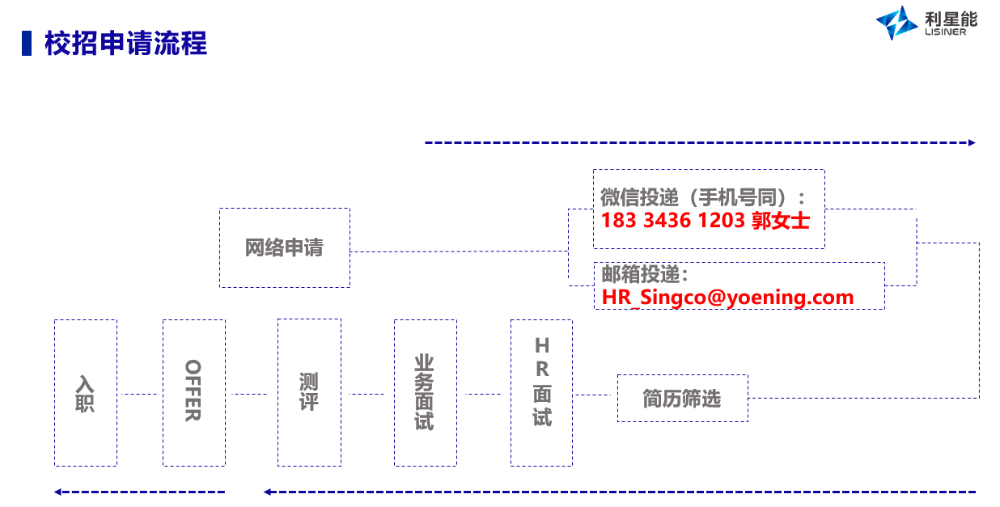 校招申请流程
利星能
LISINER
网络申请
微信投递（手机号同）:
183 3436 1203 郭女士
邮箱投递:
HR_Singco@yoening.com
入职
OFFER
测评
业务面试
HR面试
简历筛选